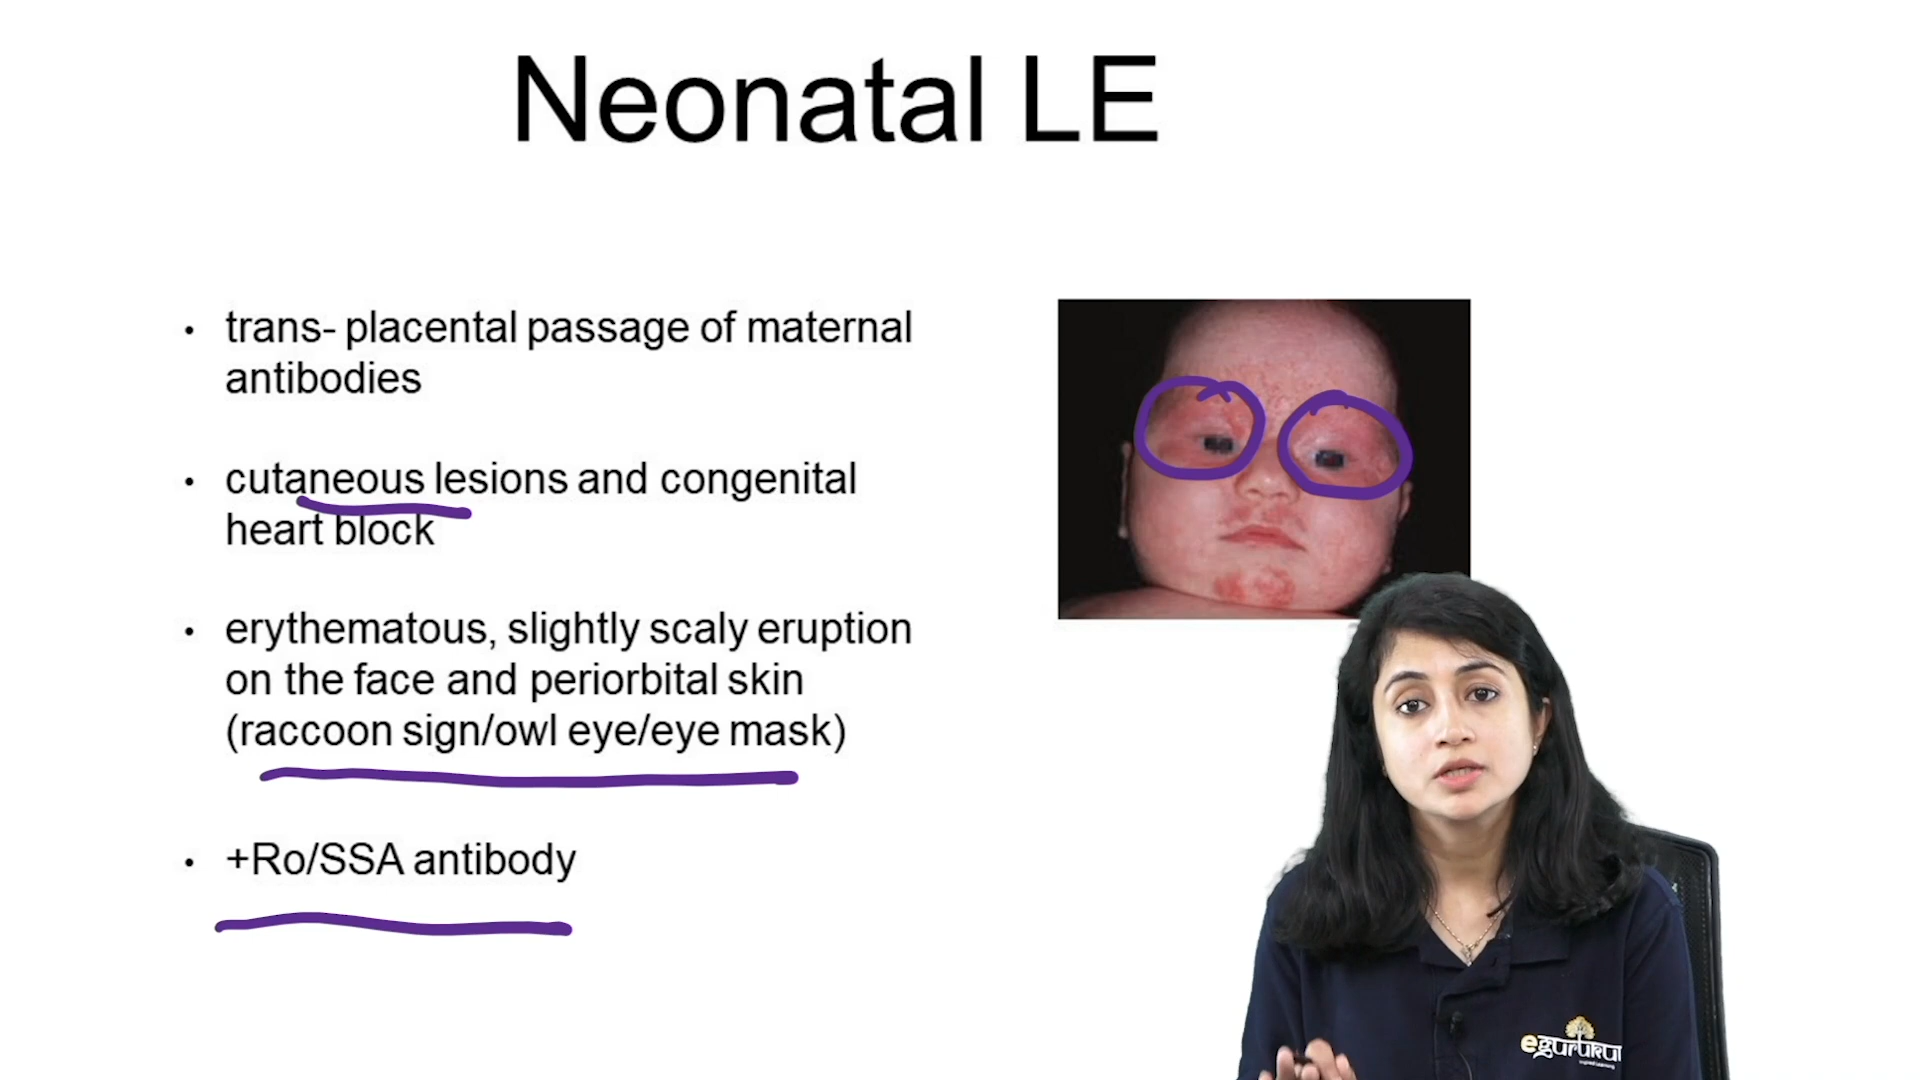 Neonatal LE
• trans- placental passage of maternal
antibodies
• cutaneous lesions and congenital
heart block
• erythematous, slightly scaly eruption
on the face and periorbital skin
(raccoon sign/owl eye/eye mask)
• +Ro/SSA antibody
egurukul